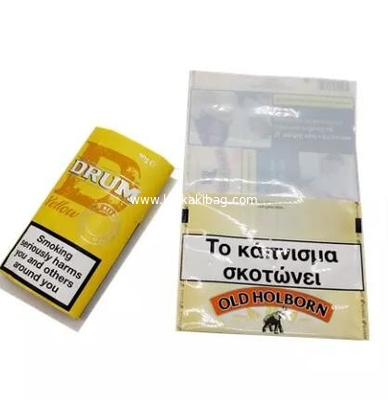 DRUM
Yellow
Smoking
seriously harms
you and others
around you
www.kazakibag.com
Το κάπνισμα
σκοτώνει
OLD HOLBORN